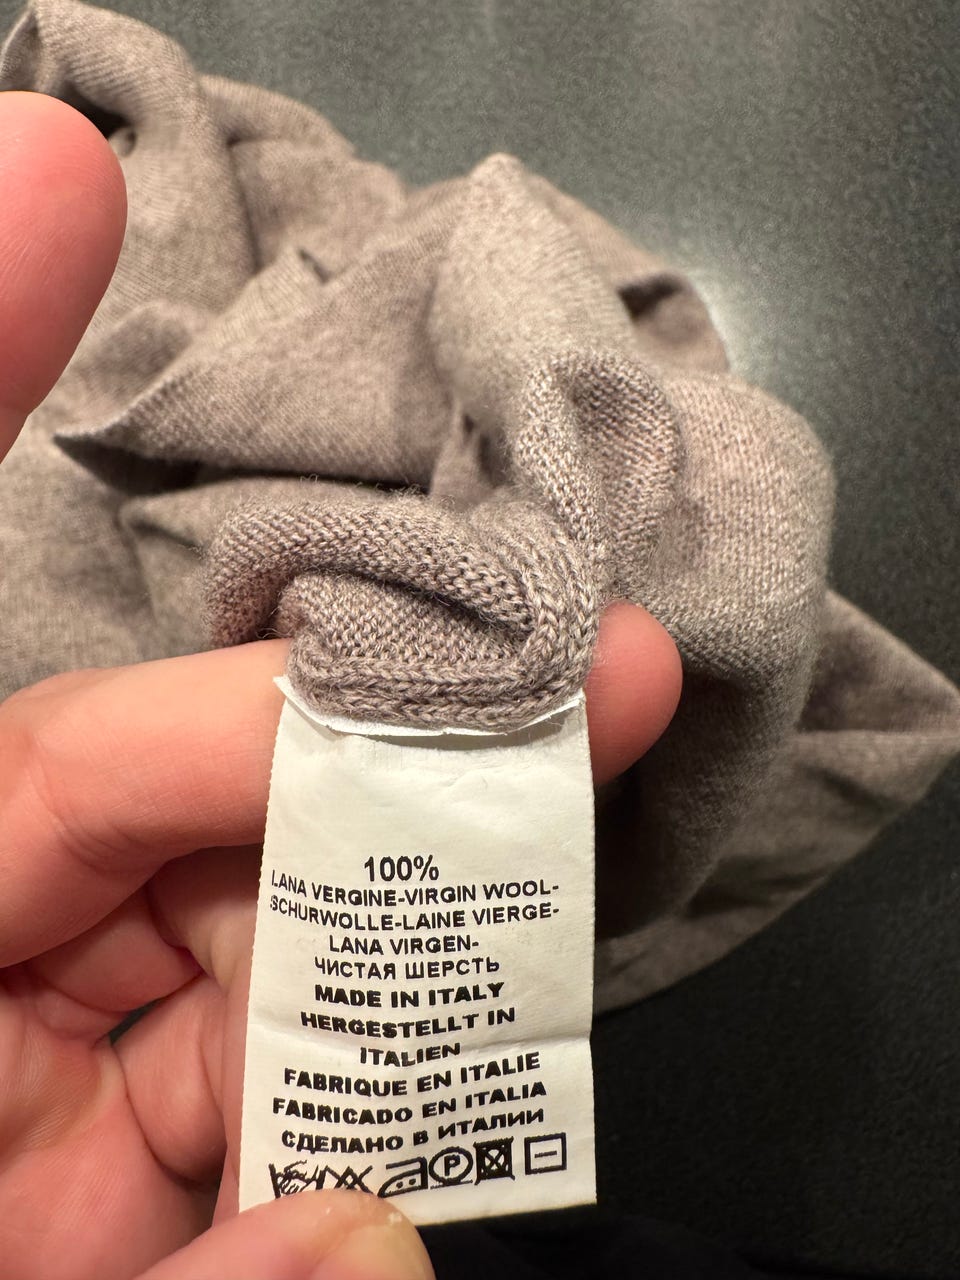 100%
LANA VERGINE-VIRGIN WOOL-
SCHURWOLLE-LAINE VIERGE-
LANA VIRGEN-
ЧИСТАЯ ШЕРСТЬ
MADE IN ITALY
HERGESTELLT IN
ITALIEN
FABRIQUE EN ITALIE
FABRICADO EN ITALIA
СДЕЛАНО В ИТАЛИИ
P